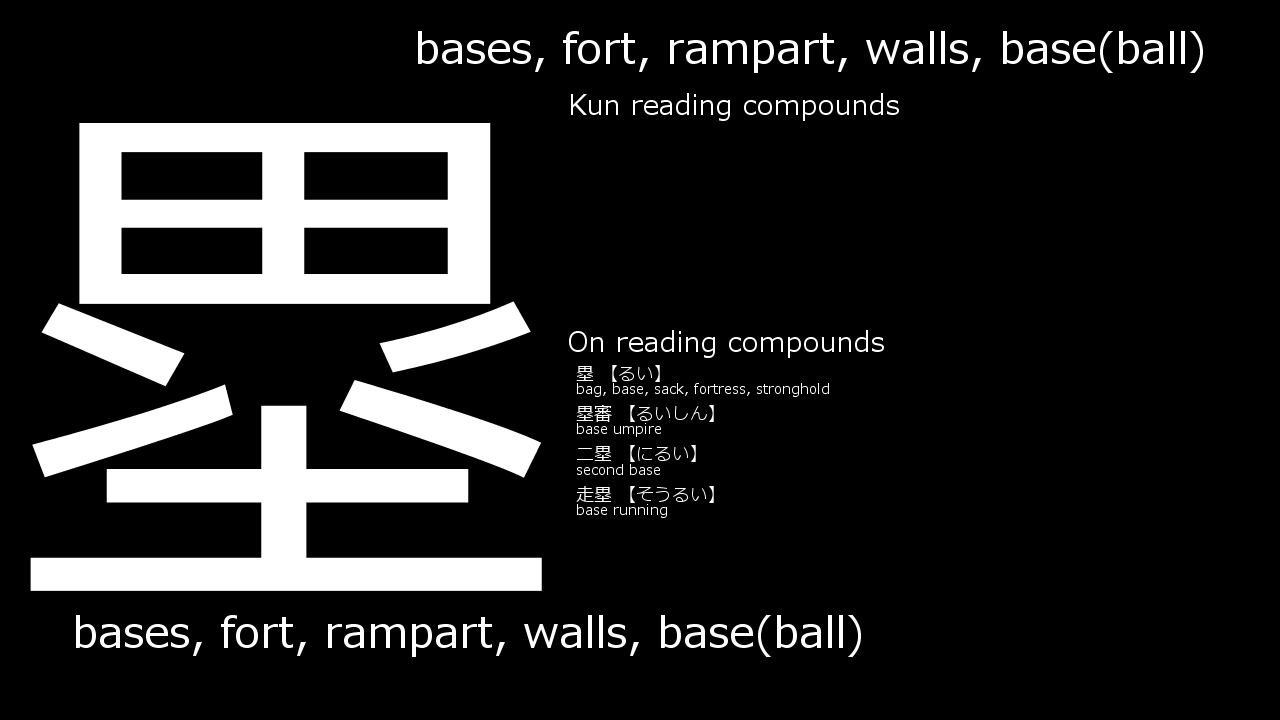 bases, fort, rampart, walls, base(ball)
Kun reading compounds
塁
On reading compounds
塁 【るい】
bag, base, sack, fortress, stronghold
塁審 【るいしん】
base umpire
二塁 【にるい】
second base
走塁 【そうるい】
base running
bases, fort, rampart, walls, base(ball)